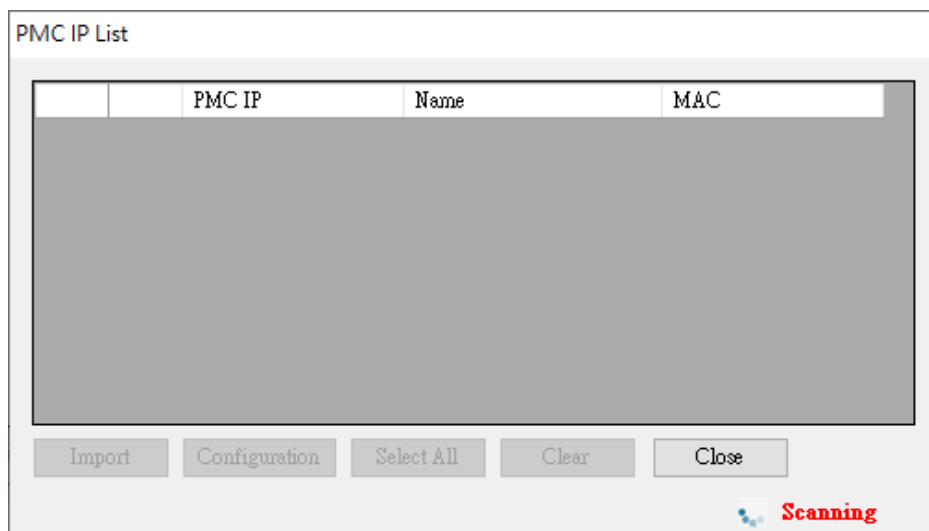 PMC IP List
PMC IP Name MAC
Import Configuration Select All Clear Close
Scanning